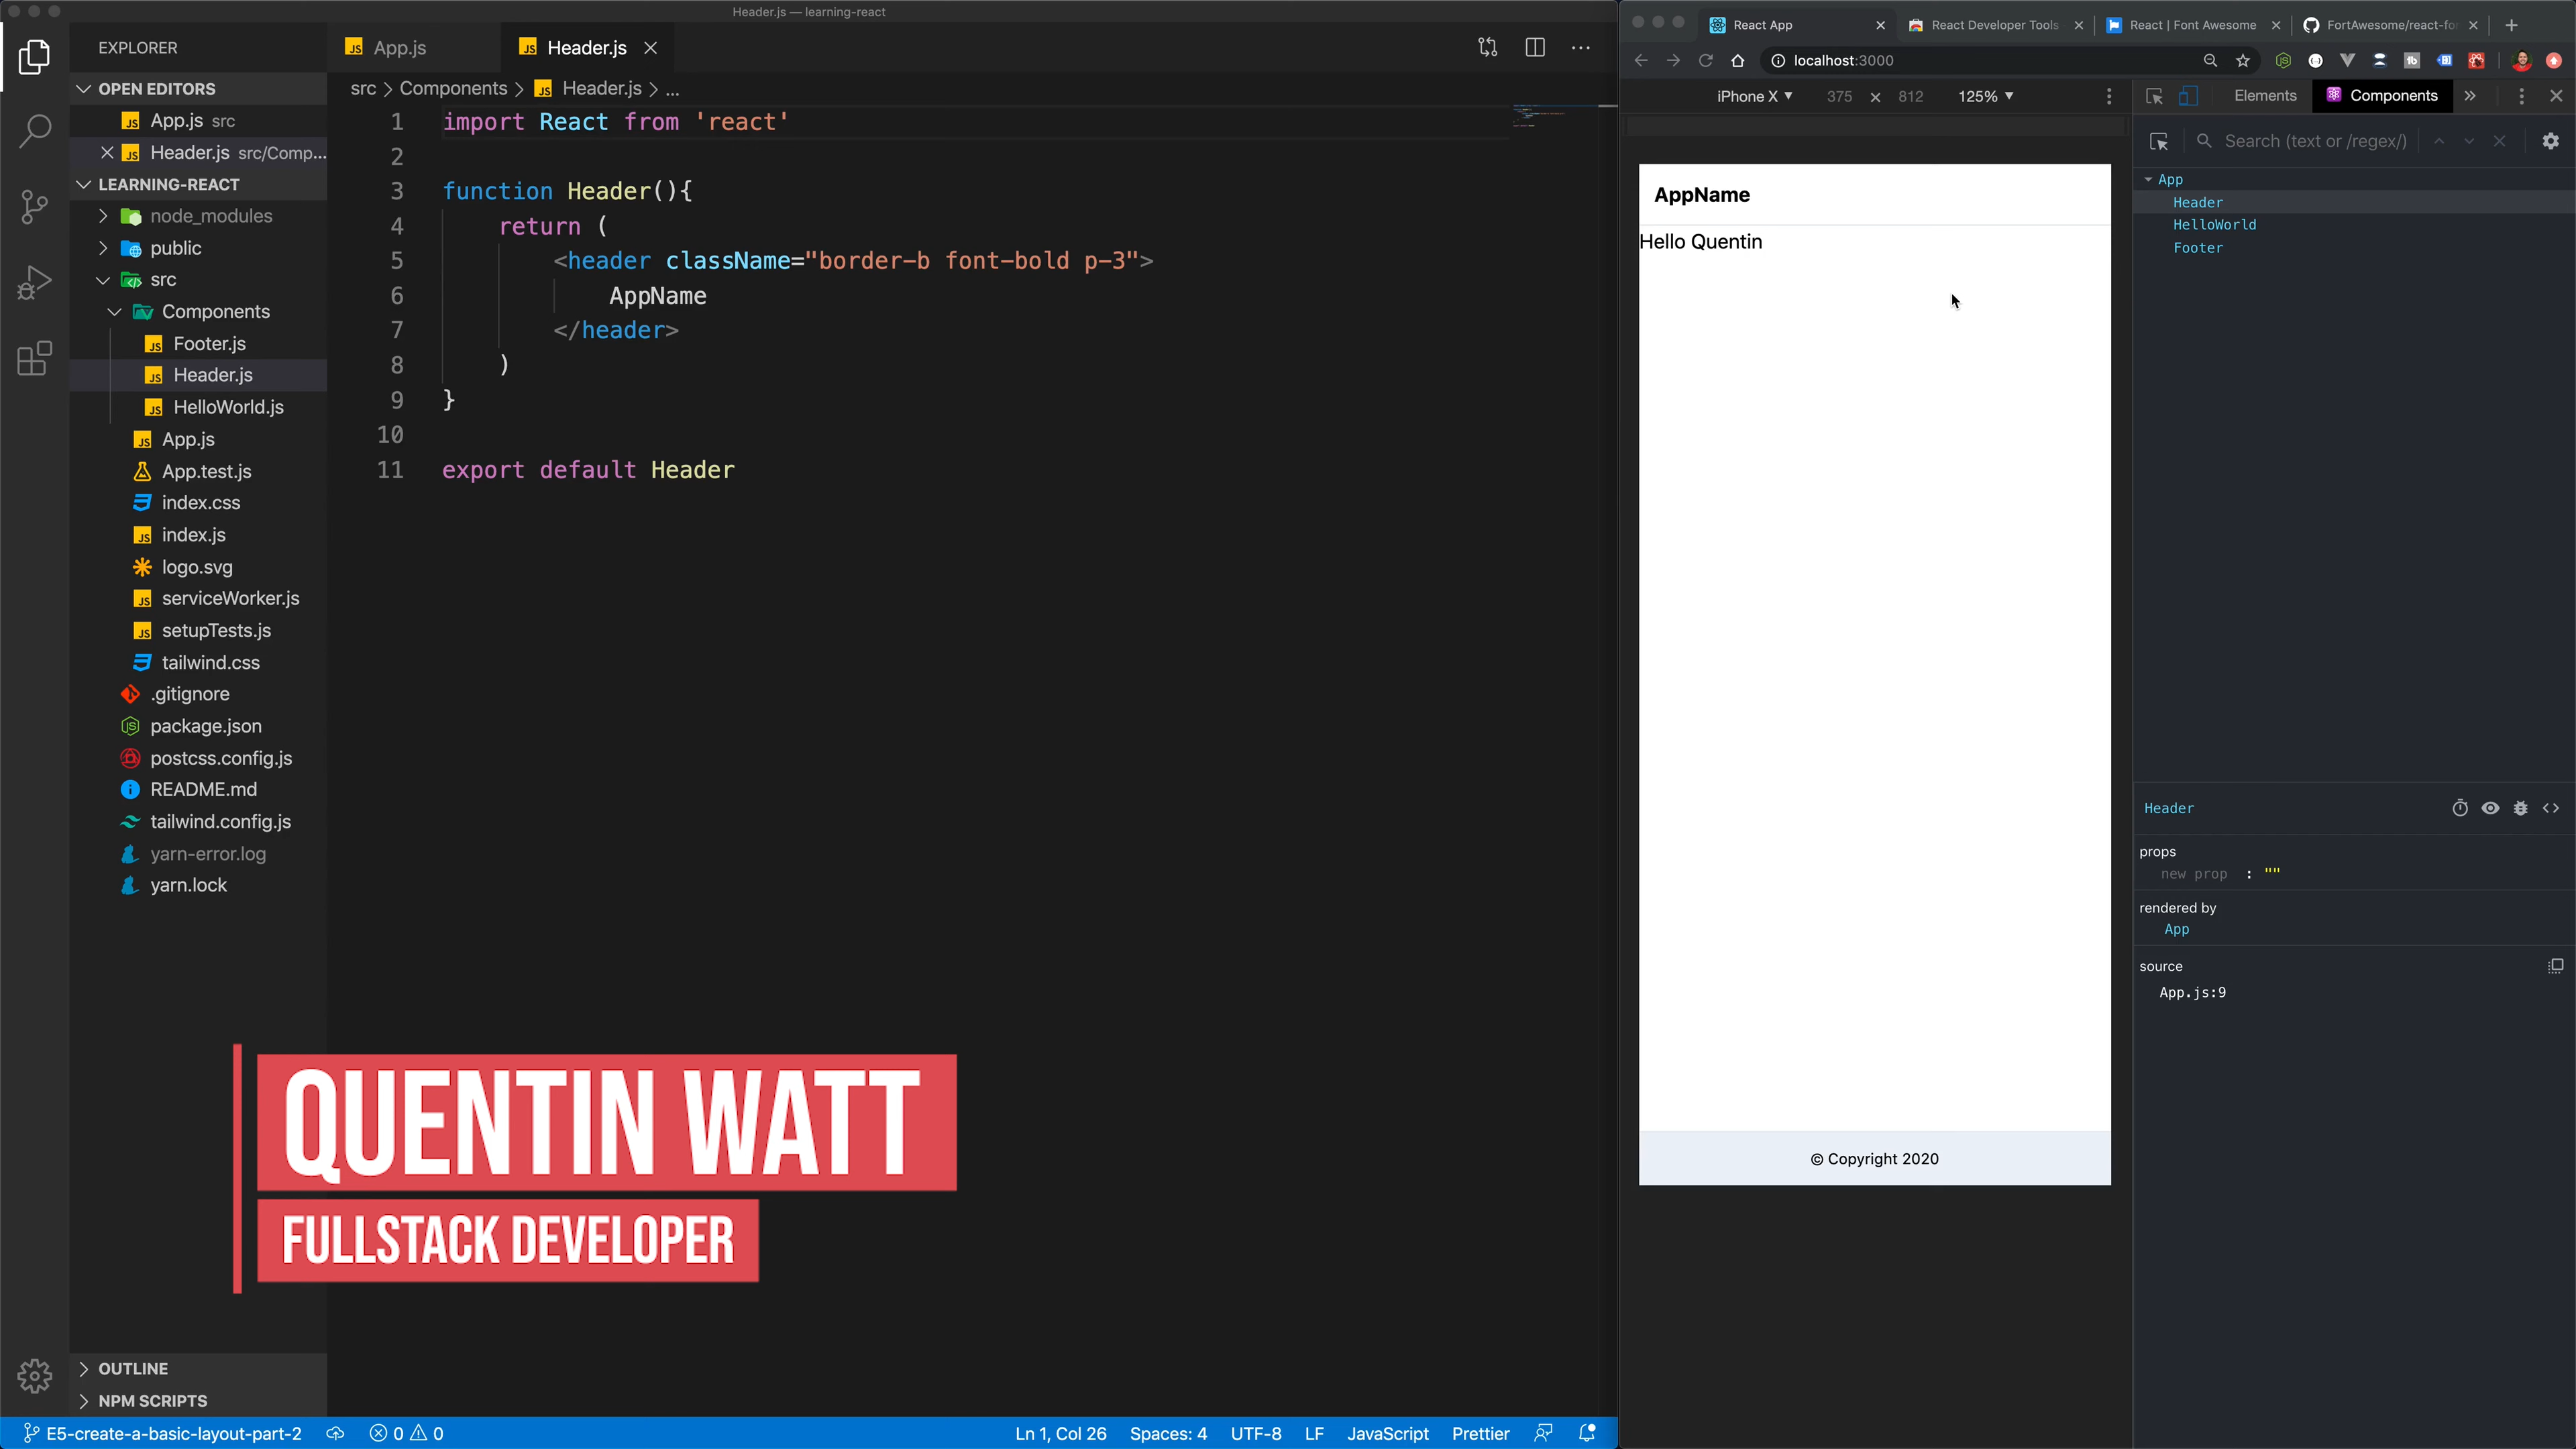 Header.js — learning-react
EXPLORER
OPEN EDITORS
App.js src
Header.js src/Comp...
LEARNING-REACT
node_modules
public
src
Components
Footer.js
Header.js
HelloWorld.js
App.js
App.test.js
index.css
index.js
logo.svg
serviceWorker.js
setupTests.js
tailwind.css
.gitignore
package.json
postcss.config.js
README.md
tailwind.config.js
yarn-error.log
yarn.lock
OUTLINE
NPM SCRIPTS
App.js
Header.js
src > Components > Header.js > ...
1 import React from 'react'
2
3 function Header(){
4 return (
5 <header className="border-b font-bold p-3">
6 AppName
7 </header>
8 )
9 }
10
11 export default Header
QUENTIN WATT
FULLSTACK DEVELOPER
E5-create-a-basic-layout-part-2 0 0 Ln 1, Col 26 Spaces: 4 UTF-8 LF JavaScript Prettier
React App
React Developer Tools
React | Font Awesome
FortAwesome/react-fo
localhost:3000
iPhone X 375 × 812 125%
Elements Components
AppName
Hello Quentin
© Copyright 2020
Search (text or /regex/)
App
Header
HelloWorld
Footer
Header
props
new prop : ""
rendered by
App
source
App.js:9